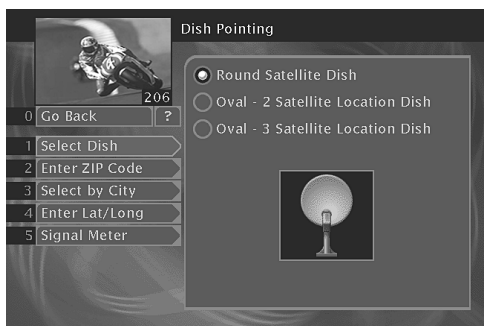 Dish Pointing
206
0 Go Back ?
1 Select Dish
2 Enter ZIP Code
3 Select by City
4 Enter Lat/Long
5 Signal Meter
Round Satellite Dish
Oval - 2 Satellite Location Dish
Oval - 3 Satellite Location Dish